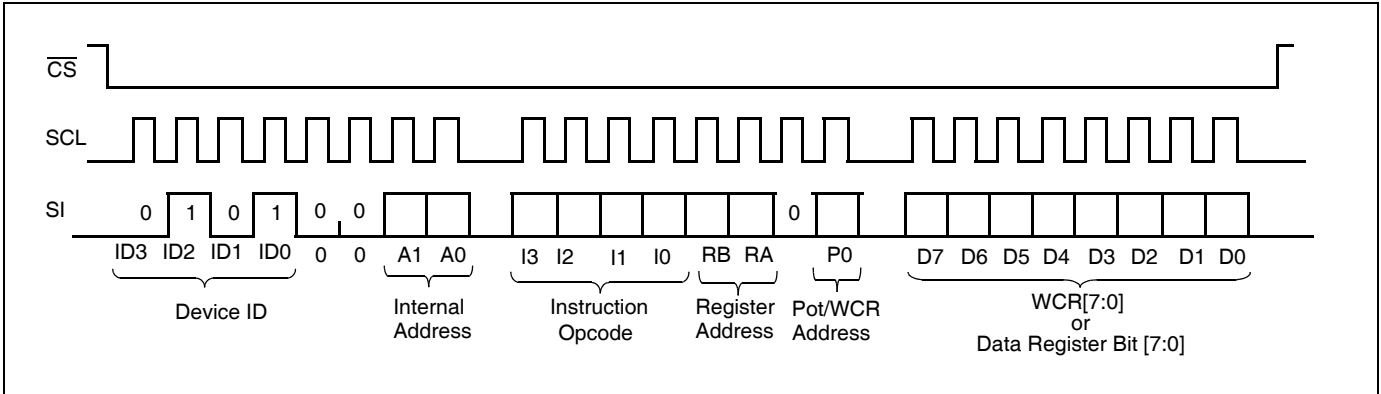 CS
SCL
SI
0 1 0 1 0 0 0
ID3 ID2 ID1 ID0 0 0 A1 A0 I3 I2 I1 I0 RB RA P0 D7 D6 D5 D4 D3 D2 D1 D0
Device ID
Internal
Address
Instruction
Opcode
Register
Address
Pot/WCR
Address
WCR[7:0]
or
Data Register Bit [7:0]